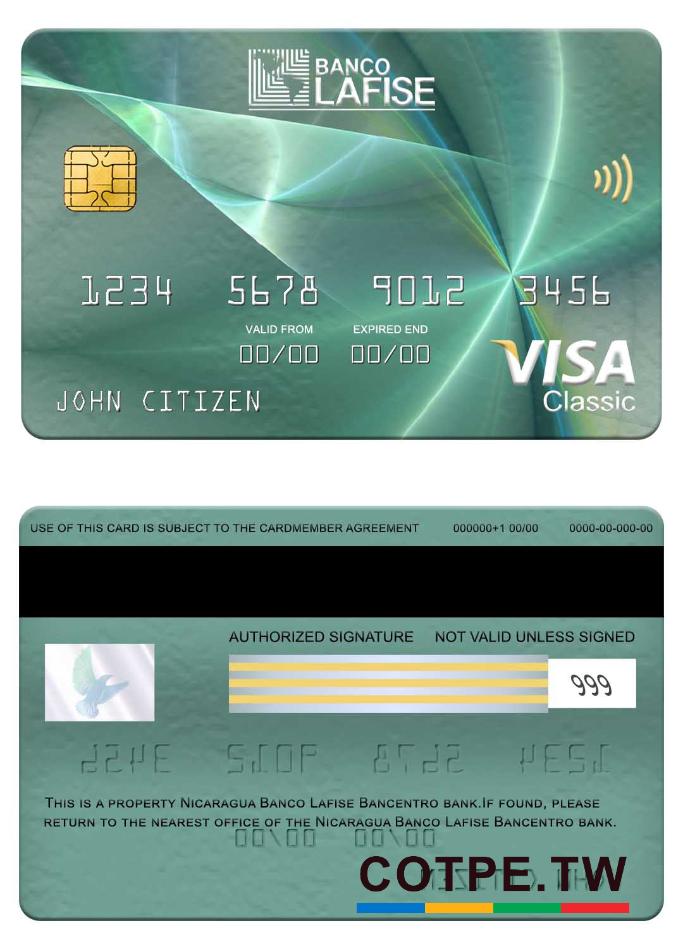 BANCO
LAFISE
1234 5678 9012 3456
VALID FROM EXPIRED END
00/00 00/00
VISA
JOHN CITIZEN
Classic
USE OF THIS CARD IS SUBJECT TO THE CARDMEMBER AGREEMENT 000000+1 00/00 0000-00-000-00
AUTHORIZED SIGNATURE NOT VALID UNLESS SIGNED
999
THIS IS A PROPERTY NICARAGUA BANCO LAFISE BANCENTRO BANK.IF FOUND, PLEASE
RETURN TO THE NEAREST OFFICE OF THE NICARAGUA BANCO LAFISE BANCENTRO BANK.
COTPE.TW